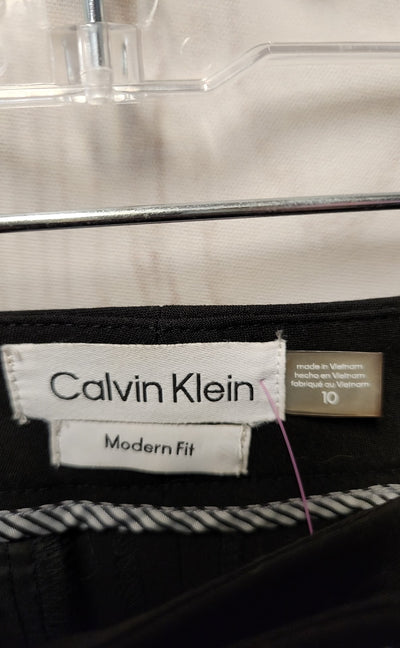 Calvin Klein
Modern Fit
made in Vietnam
hecho en Vietnam
fabriqué au Vietnam
10